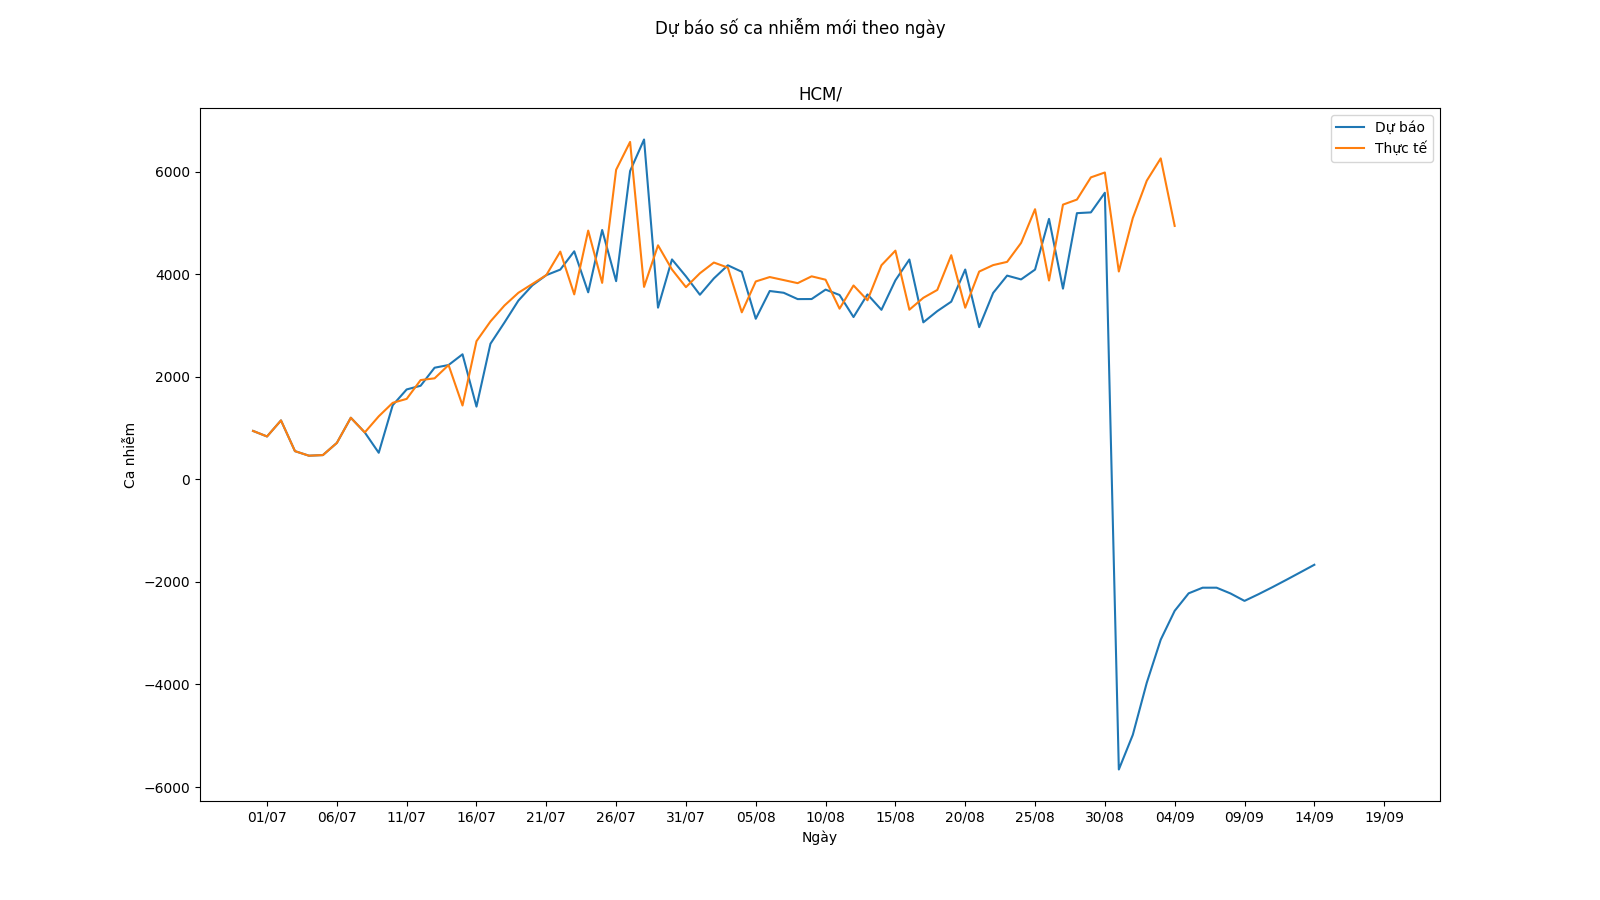 Dự báo số ca nhiễm mới theo ngày
HCM/
Dự báo
Thực tế
6000
4000
2000
0
−2000
−4000
−6000
Ca nhiễm
01/07 06/07 11/07 16/07 21/07 26/07 31/07 05/08 10/08 15/08 20/08 25/08 30/08 04/09 09/09 14/09 19/09
Ngày